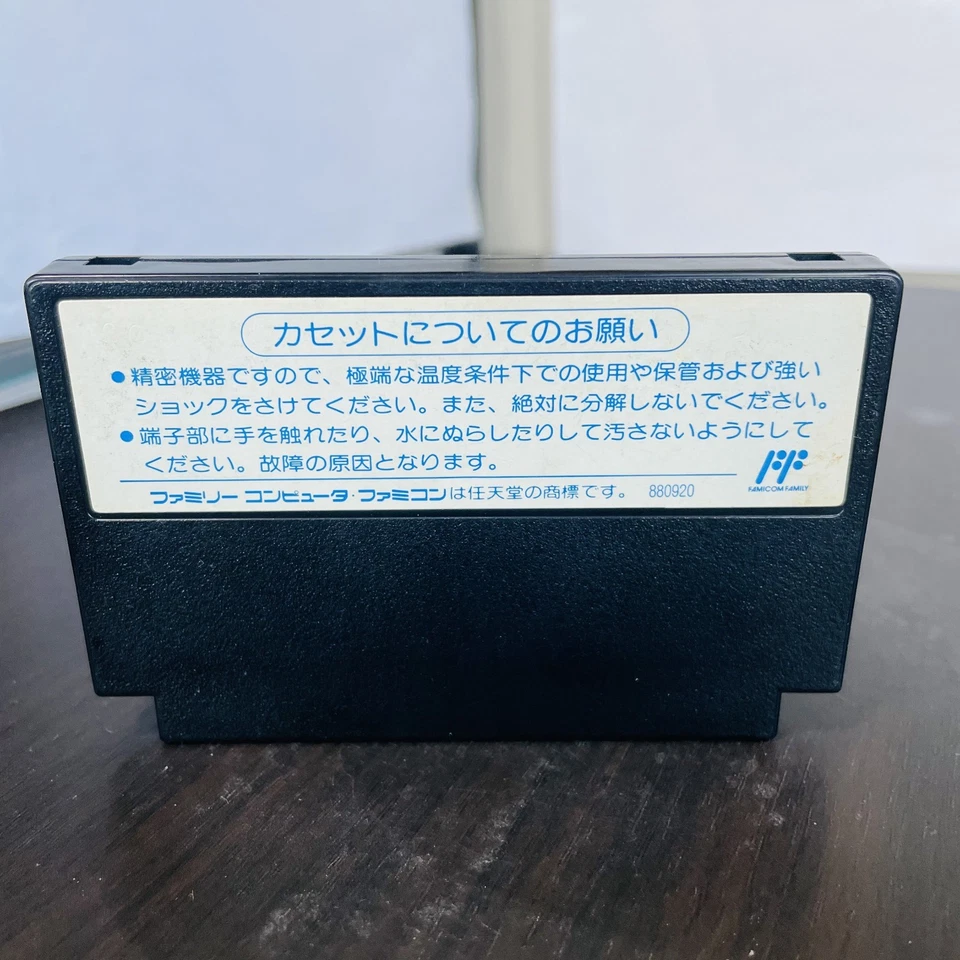 カセットについてのお願い
●精密機器ですので、極端な温度条件下での使用や保管および強い
ショックをさけてください。また、絶対に分解しないでください。
●端子部に手を触れたり、水にぬらしたりして汚さないようにして
ください。故障の原因となります。
FAMICOM FAMILY
ファミリーコンピュータ・ファミコンは任天堂の商標です。 880920